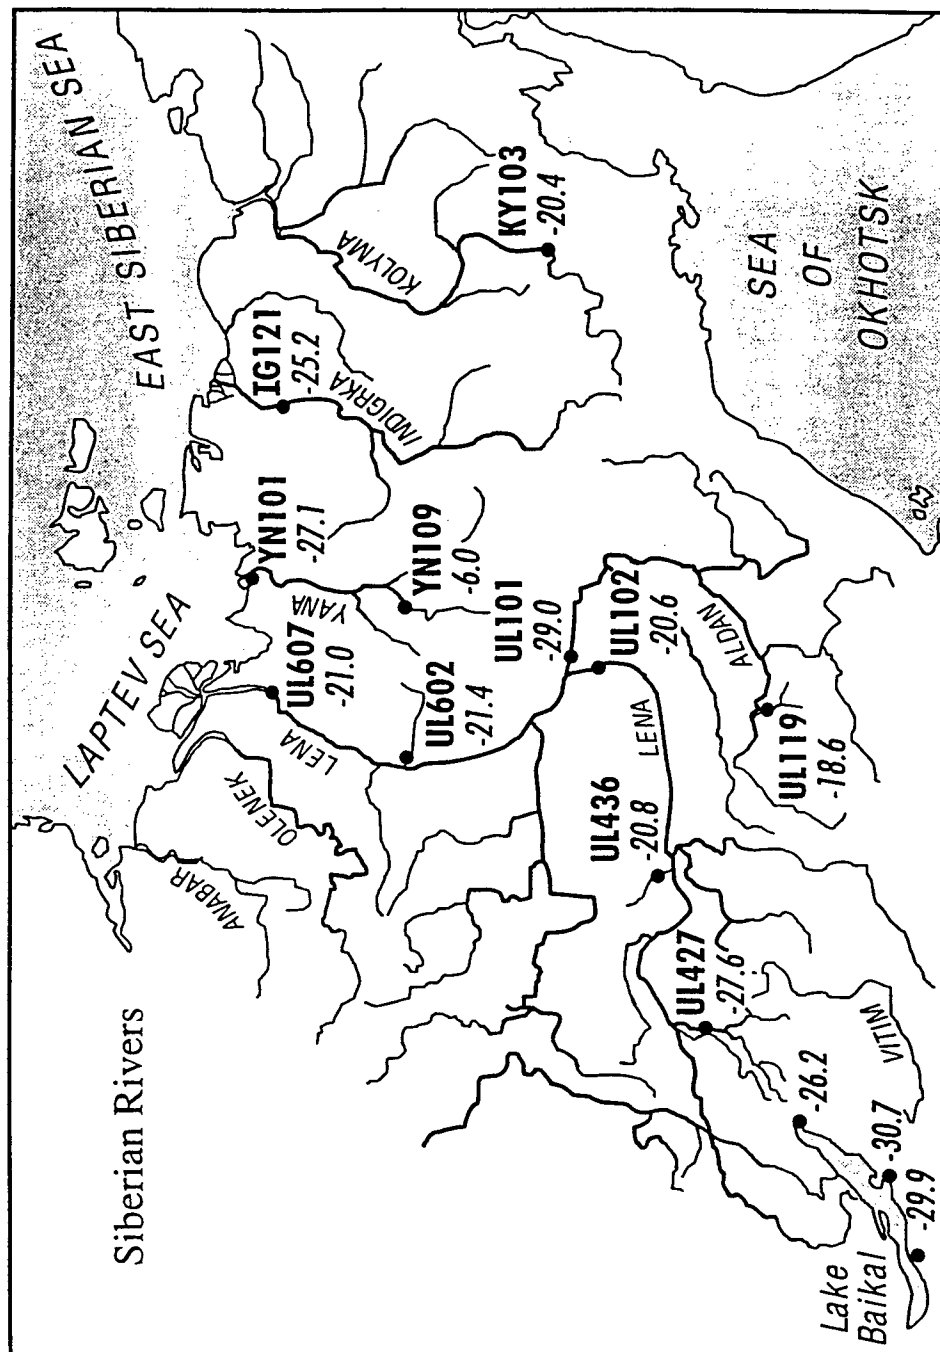 Siberian Rivers
LAPTEV SEA
EAST SIBERIAN SEA
ANABAR
OLENEK
LENA
UL607
-21.0
YANA
YN101
-27.1
IG121
-25.2
INDIGRKA
KOLYMA
KY103
-20.4
UL602
-21.4
YN109
-6.0
UL101
-29.0
UL102
-20.6
LENA
UL436
-20.8
ALDAN
UL119
-18.6
UL427
-27.6
VITIM
-26.2
-30.7
-29.9
Lake
Baikal
SEA
OF
OKHOTSK